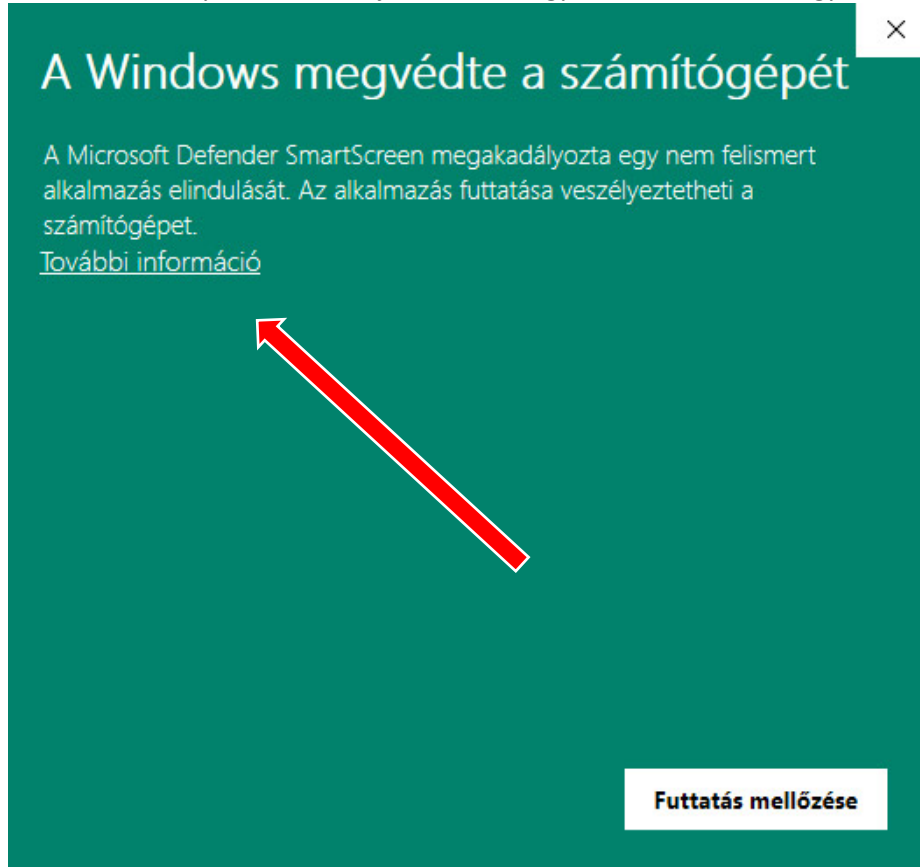 A Windows megvédte a számítógépét
A Microsoft Defender SmartScreen megakadályozta egy nem felismert
alkalmazás elindulását. Az alkalmazás futtatása veszélyeztetheti a
számítógépet.
További információ
Futtatás mellőzése